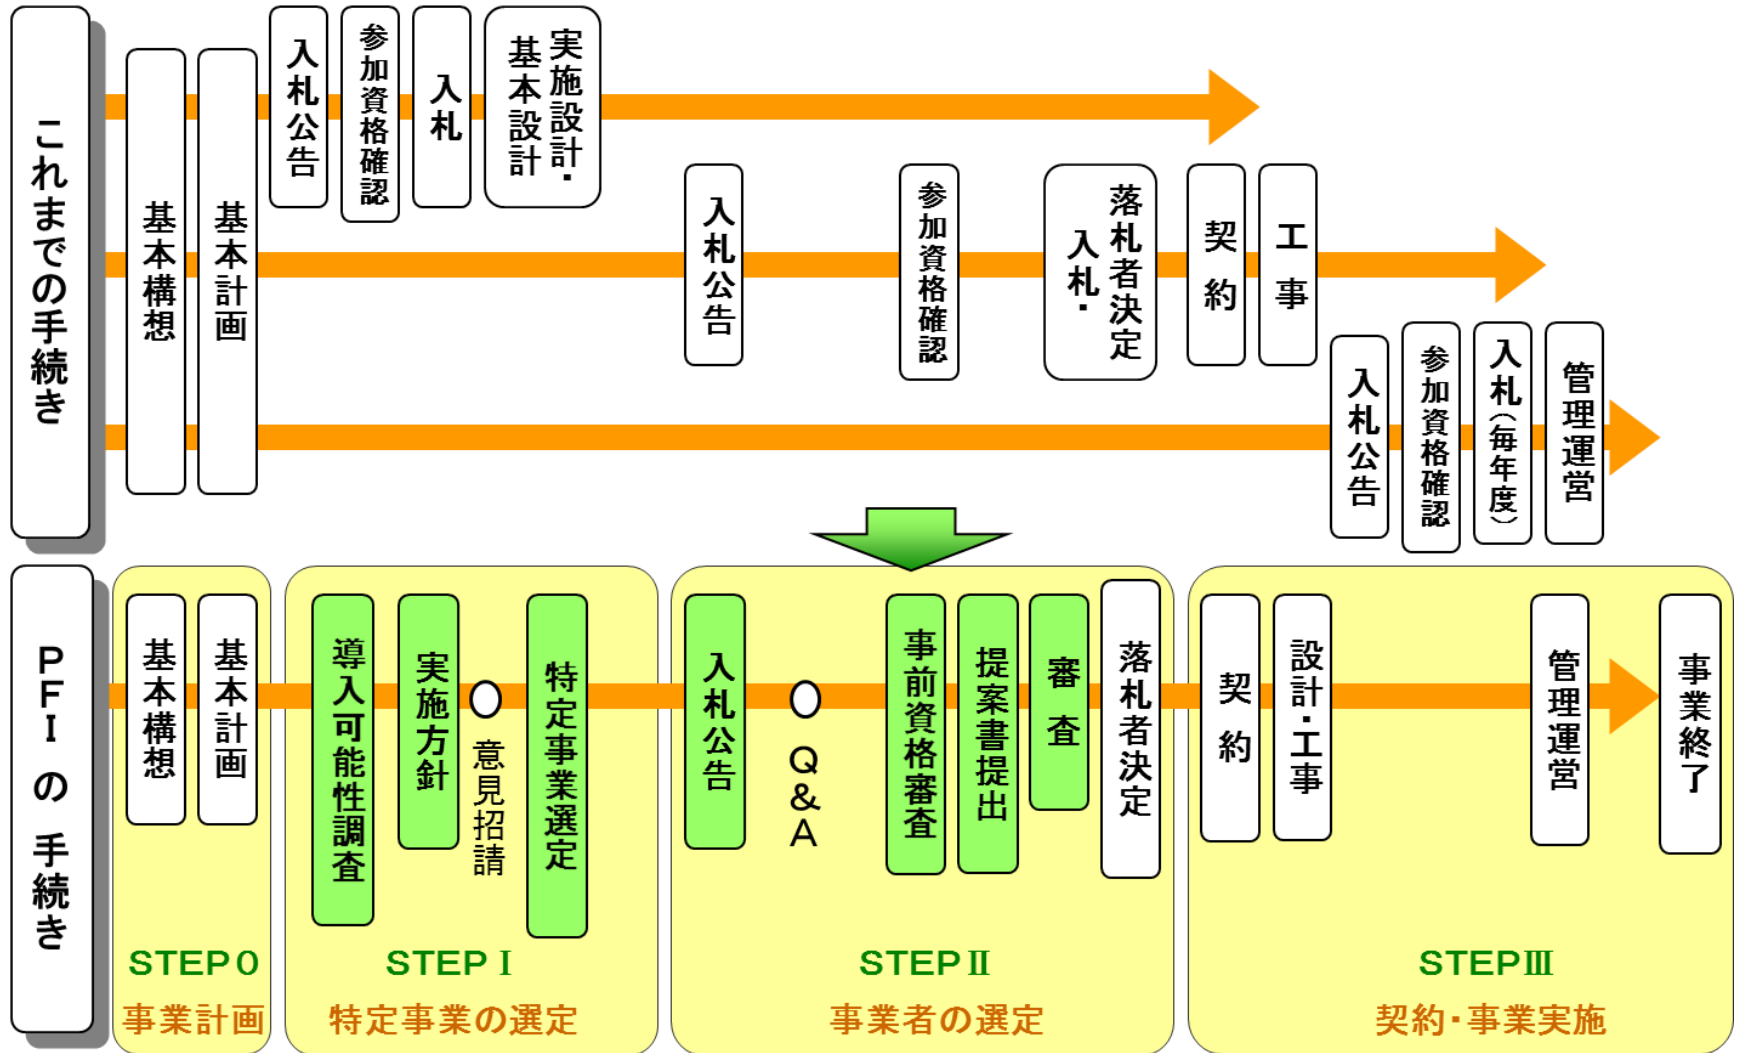 これまでの手続き
基本構想
基本計画
入札公告
参加資格確認
入札
実施設計・
基本設計
入札公告
参加資格確認
落札者決定
入札・
契約
工事
入札公告
参加資格確認
入札(毎年度)
管理運営
PFIの手続き
基本構想
基本計画
STEP0
事業計画
導入可能性調査
実施方針
意見招請
特定事業選定
STEPⅠ
特定事業の選定
入札公告
Q&A
事前資格審査
提案書提出
審査
落札者決定
STEPⅡ
事業者の選定
契約
設計・工事
管理運営
事業終了
STEPⅢ
契約・事業実施